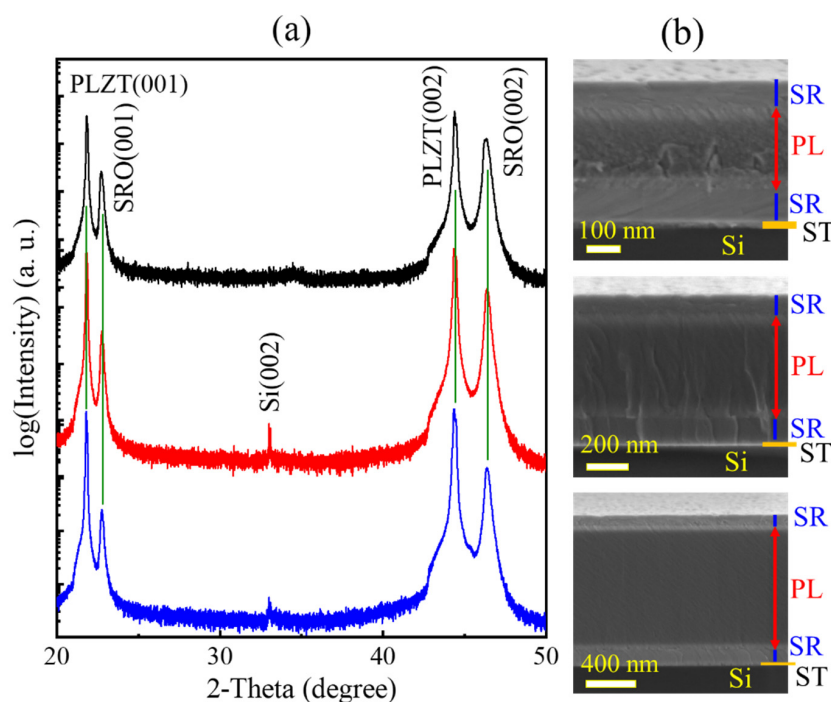 (a)
PLZT(001)
SRO(001)
PLZT(002)
SRO(002)
Si(002)
log(Intensity) (a. u.)
20 30 40 50
2-Theta (degree)
(b)
SR
PL
SR
ST
Si
100 nm
SR
PL
SR
ST
Si
200 nm
SR
PL
SR
ST
Si
400 nm